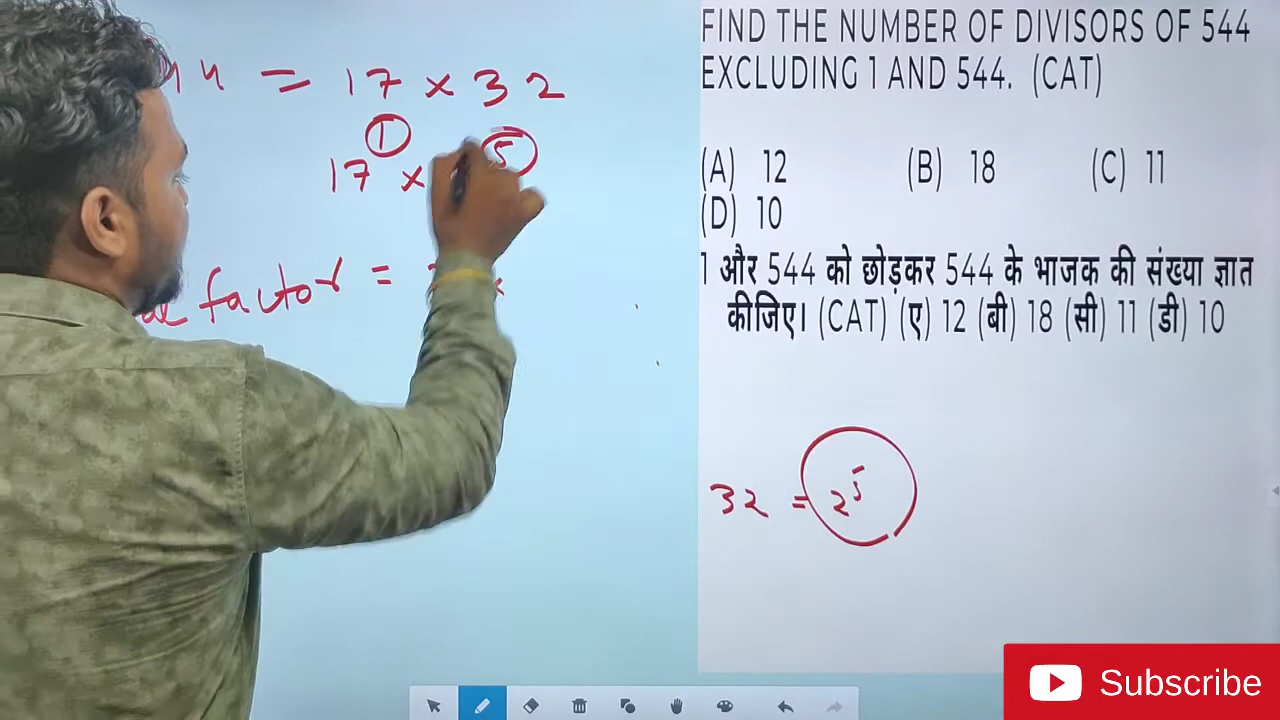 44 = 17 × 32
17 ① × ⑤
factor =
FIND THE NUMBER OF DIVISORS OF 544
EXCLUDING 1 AND 544. (CAT)
(A) 12 (B) 18 (C) 11
(D) 10
1 और 544 को छोड़कर 544 के भाजक की संख्या ज्ञात
कीजिए। (CAT) (ए) 12 (बी) 18 (सी) 11 (डी) 10
32 = 2⁵
Subscribe